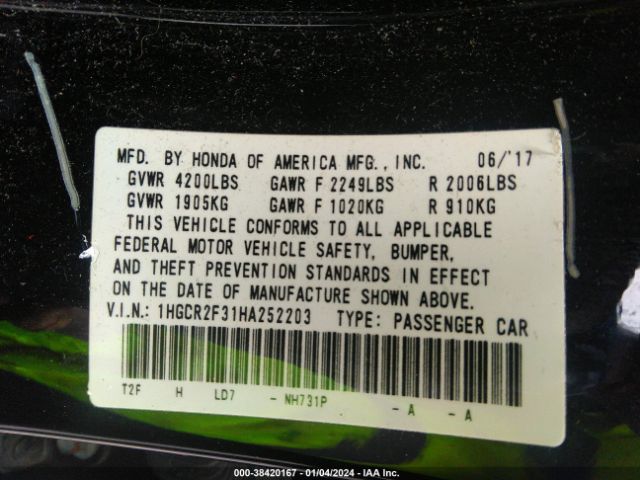 MFD. BY HONDA OF AMERICA MFG., INC. 06/'17
GVWR 4200LBS GAWR F 2249LBS R 2006LBS
GVWR 1905KG GAWR F 1020KG R 910KG
THIS VEHICLE CONFORMS TO ALL APPLICABLE
FEDERAL MOTOR VEHICLE SAFETY, BUMPER,
AND THEFT PREVENTION STANDARDS IN EFFECT
ON THE DATE OF MANUFACTURE SHOWN ABOVE.
V.I.N.: 1HGCR2F31HA252203 TYPE: PASSENGER CAR
T2F H LD7 - NH731P - A - A
000-38420167 - 01/04/2024 - IAA Inc.